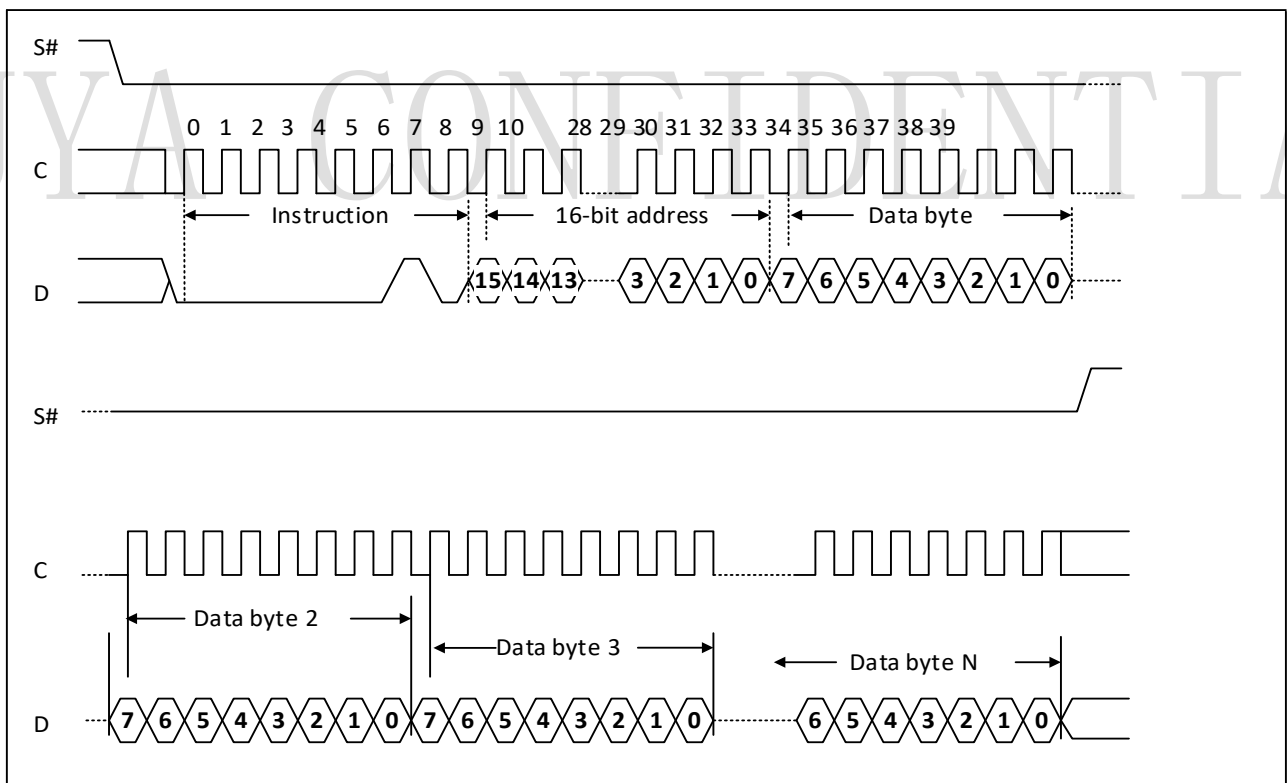 UYA CONFIDENTIA
S#
0 1 2 3 4 5 6 7 8 9 10 28 29 30 31 32 33 34 35 36 37 38 39
C
Instruction 16-bit address Data byte
D 15 14 13 3 2 1 0 7 6 5 4 3 2 1 0
S#
C
Data byte 2 Data byte 3 Data byte N
D 7 6 5 4 3 2 1 0 7 6 5 4 3 2 1 0 6 5 4 3 2 1 0